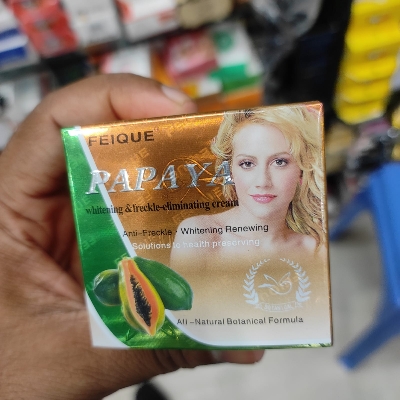 FEIQUE
PAPAYA
whitening & freckle-eliminating cream
Anti-Freckle · Whitening Renewing
Solutions to health preserving
All-Natural Botanical Formula